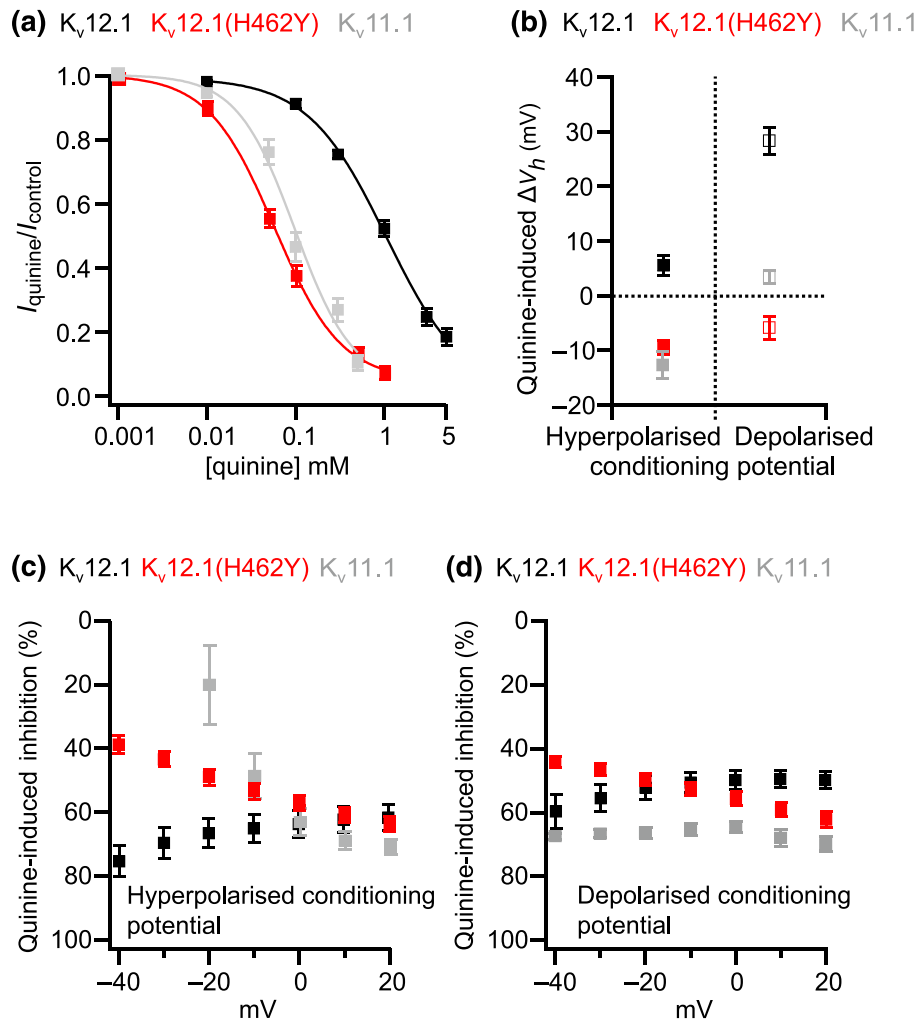 (a) Kv12.1 Kv12.1(H462Y) Kv11.1
1.0
0.8
0.6
0.4
0.2
0.0
Iquinine/Icontrol
0.001 0.01 0.1 1 5
[quinine] mM
(b) Kv12.1 Kv12.1(H462Y) Kv11.1
40
30
20
10
0
−10
−20
Quinine-induced ΔVh (mV)
Hyperpolarised Depolarised
conditioning potential
(c) Kv12.1 Kv12.1(H462Y) Kv11.1
0
20
40
60
80
100
Quinine-induced inhibition (%)
Hyperpolarised conditioning
potential
−40 −20 0 20
mV
(d) Kv12.1 Kv12.1(H462Y) Kv11.1
0
20
40
60
80
100
Quinine-induced inhibition (%)
Depolarised conditioning
potential
−40 −20 0 20
mV